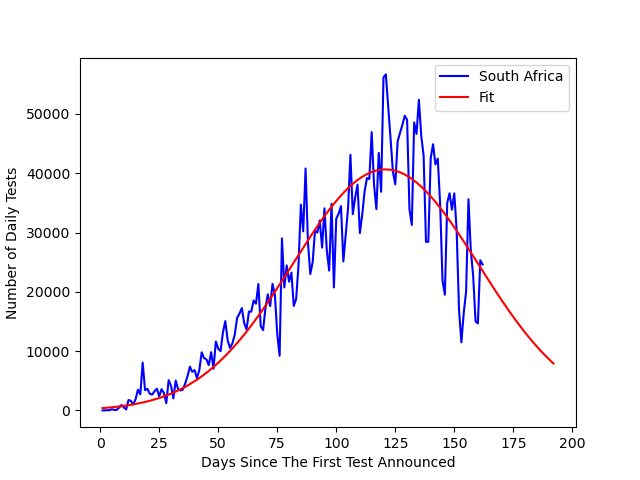 South Africa
Fit
Number of Daily Tests
50000
40000
30000
20000
10000
0
0 25 50 75 100 125 150 175 200
Days Since The First Test Announced